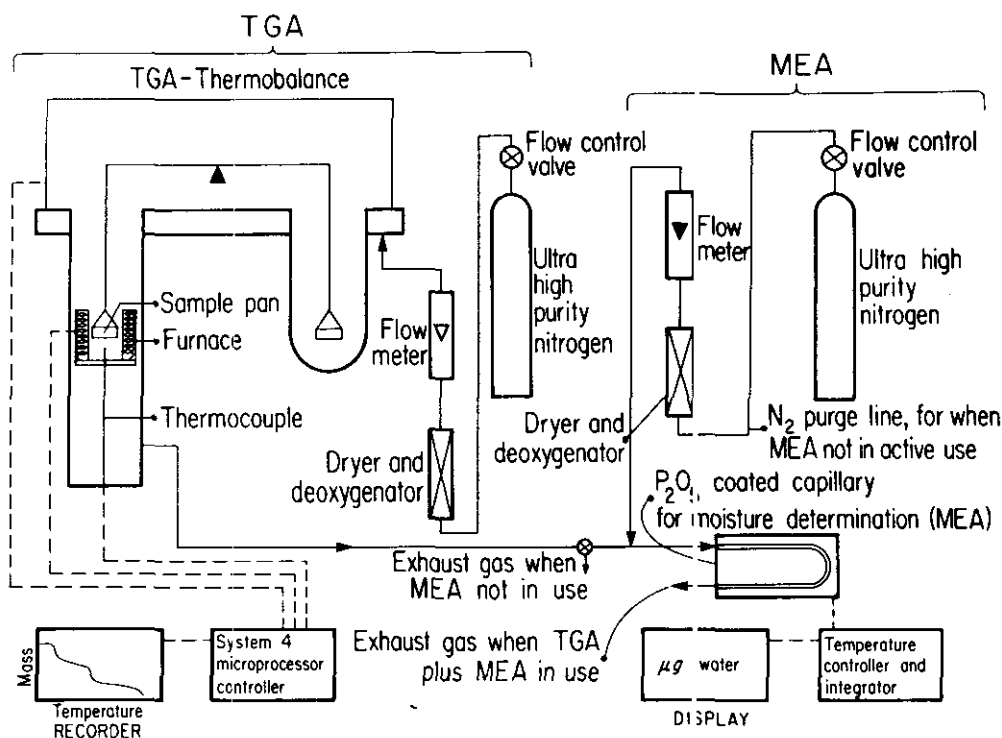 TGA
TGA-Thermobalance
MEA
Flow control
valve
Flow control
valve
Flow
meter
Ultra
high
purity
nitrogen
Ultra high
purity
nitrogen
Sample pan
Furnace
Flow
meter
Thermocouple
Dryer and
deoxygenator
Dryer and
deoxygenator
N2 purge line, for when
MEA not in active use
P2O5 coated capillary
for moisture determination (MEA)
Exhaust gas when
MEA not in use
Exhaust gas when TGA
plus MEA in use
Mass
Temperature
RECORDER
System 4
microprocessor
controller
μg water
DISPLAY
Temperature
controller and
integrator